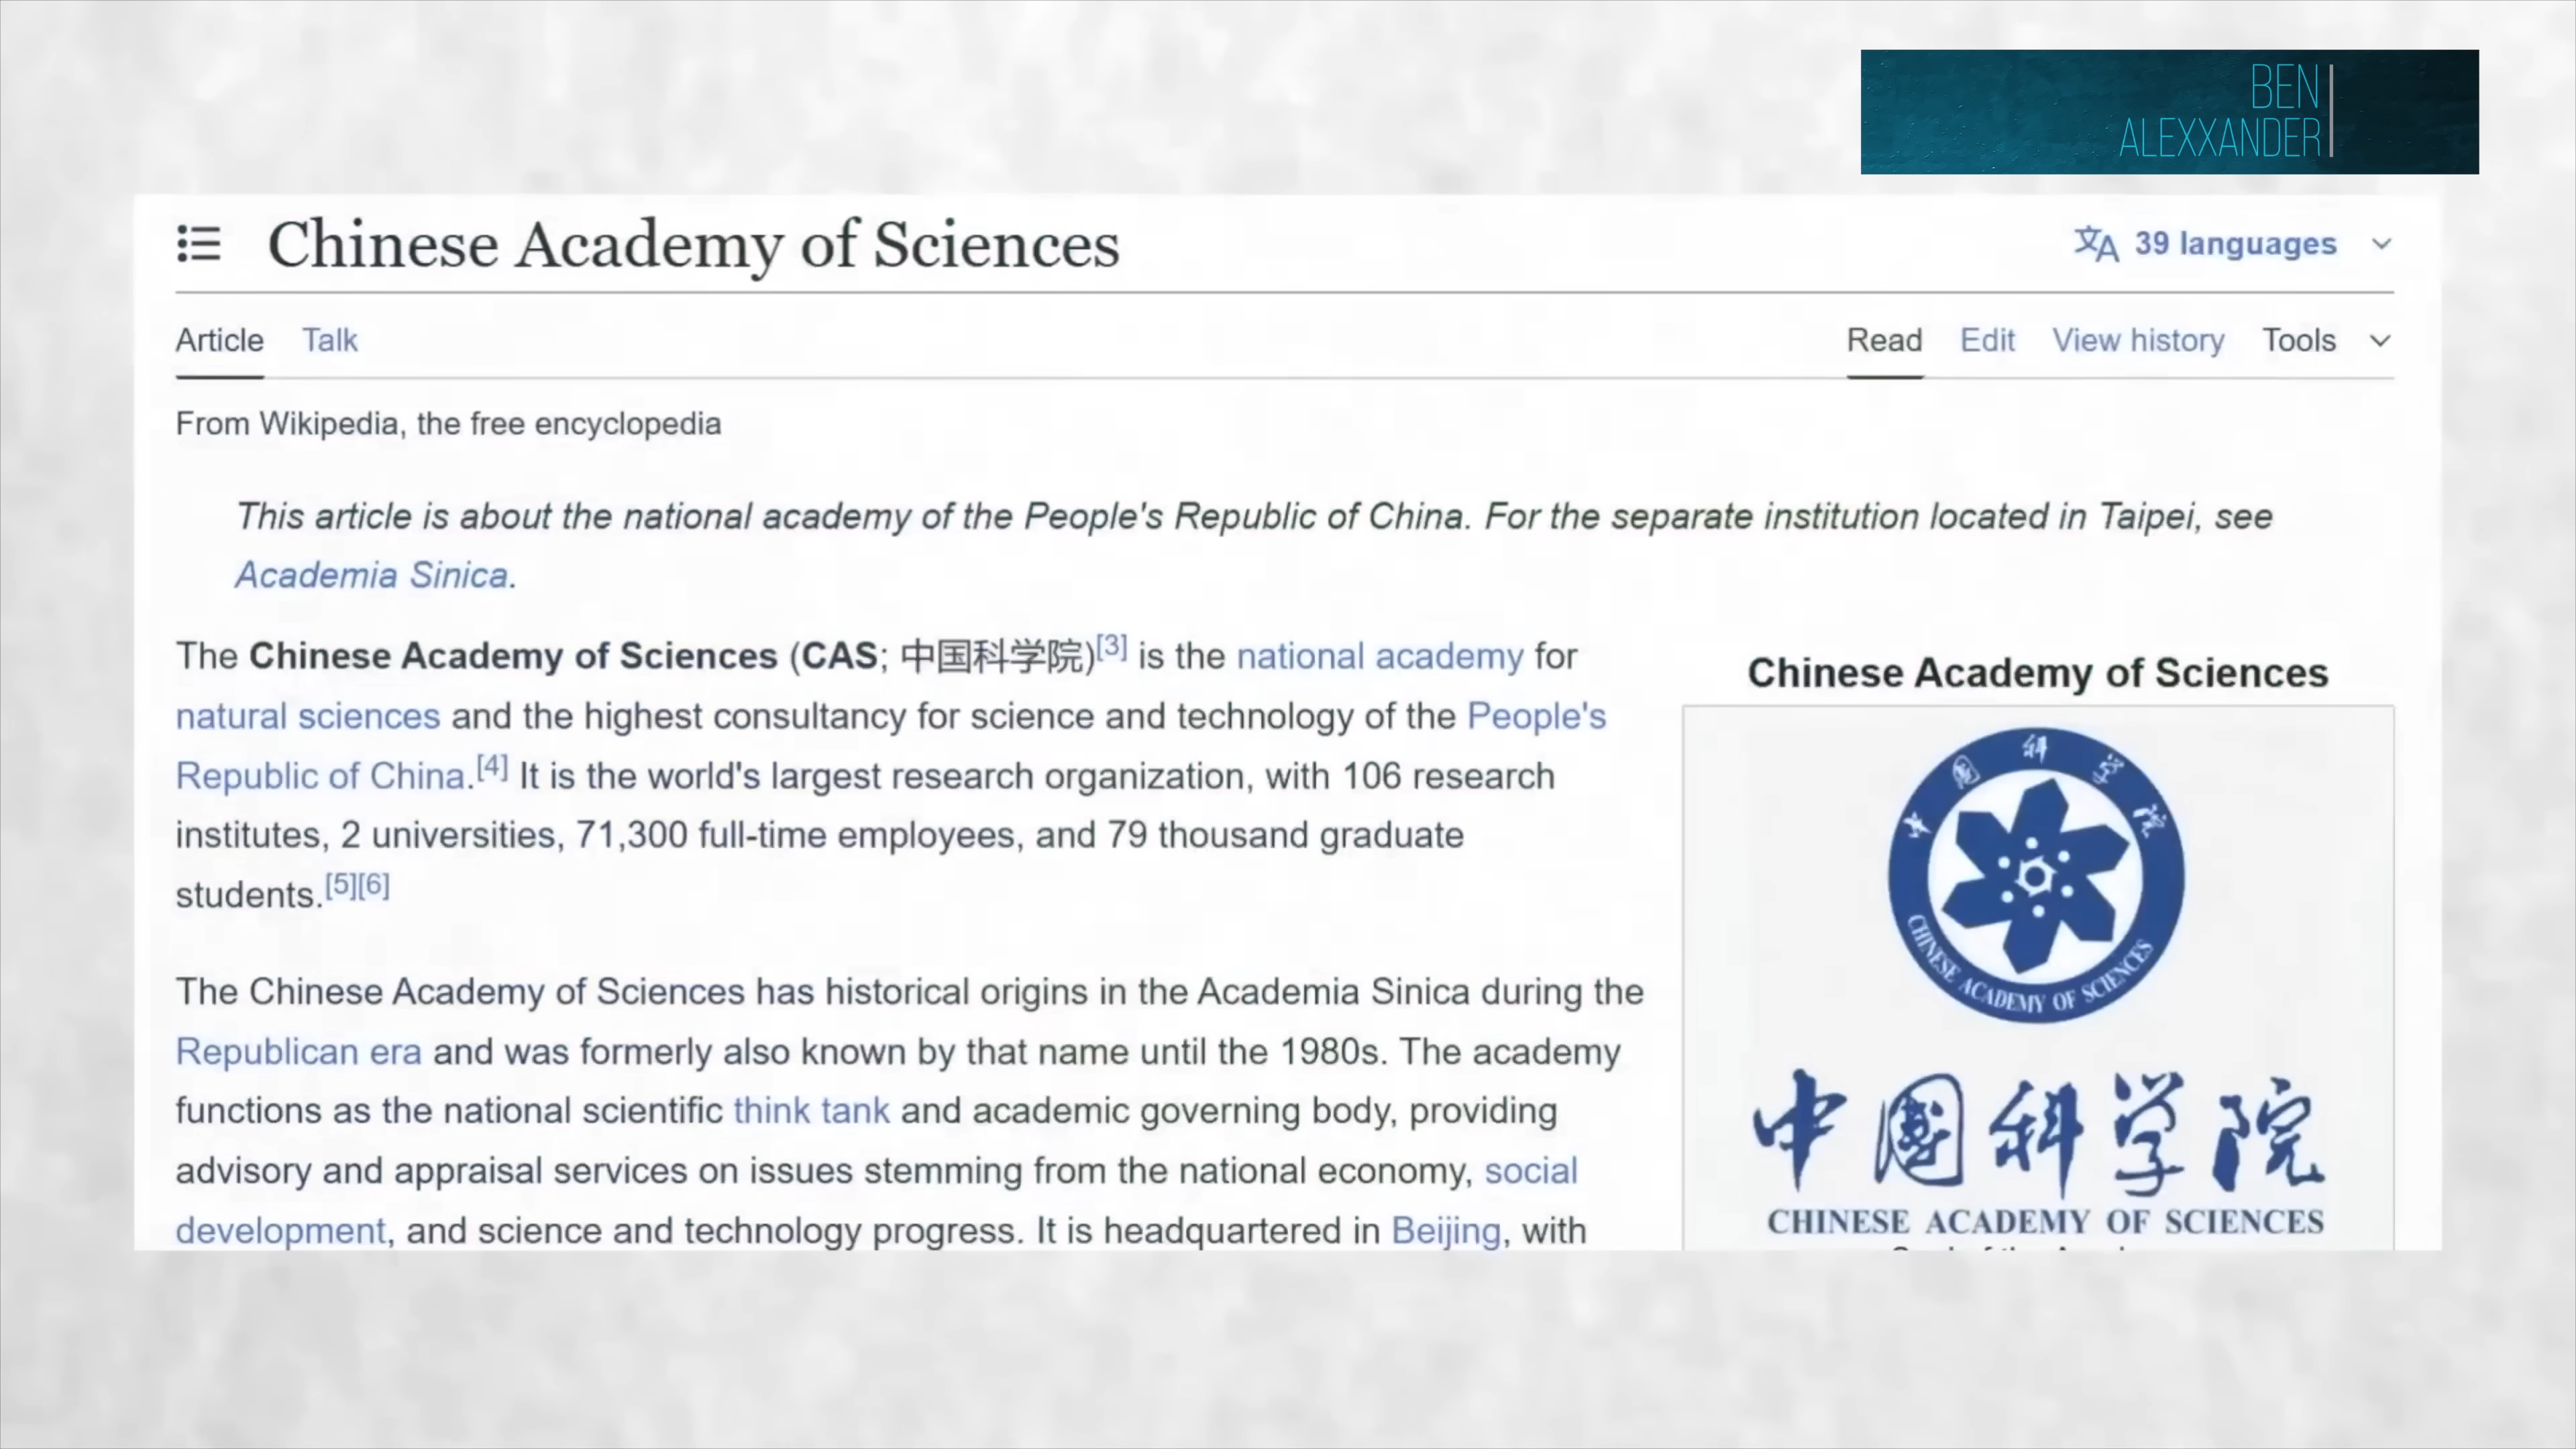 BEN
ALEXXANDER
Chinese Academy of Sciences
39 languages
Article Talk
Read Edit View history Tools
From Wikipedia, the free encyclopedia
This article is about the national academy of the People's Republic of China. For the separate institution located in Taipei, see
Academia Sinica.
The Chinese Academy of Sciences (CAS; 中国科学院)[3] is the national academy for
natural sciences and the highest consultancy for science and technology of the People's
Republic of China.[4] It is the world's largest research organization, with 106 research
institutes, 2 universities, 71,300 full-time employees, and 79 thousand graduate
students.[5][6]
The Chinese Academy of Sciences has historical origins in the Academia Sinica during the
Republican era and was formerly also known by that name until the 1980s. The academy
functions as the national scientific think tank and academic governing body, providing
advisory and appraisal services on issues stemming from the national economy, social
development, and science and technology progress. It is headquartered in Beijing, with
Chinese Academy of Sciences
中國科学院
CHINESE ACADEMY OF SCIENCES
中國科学院
CHINESE ACADEMY OF SCIENCES